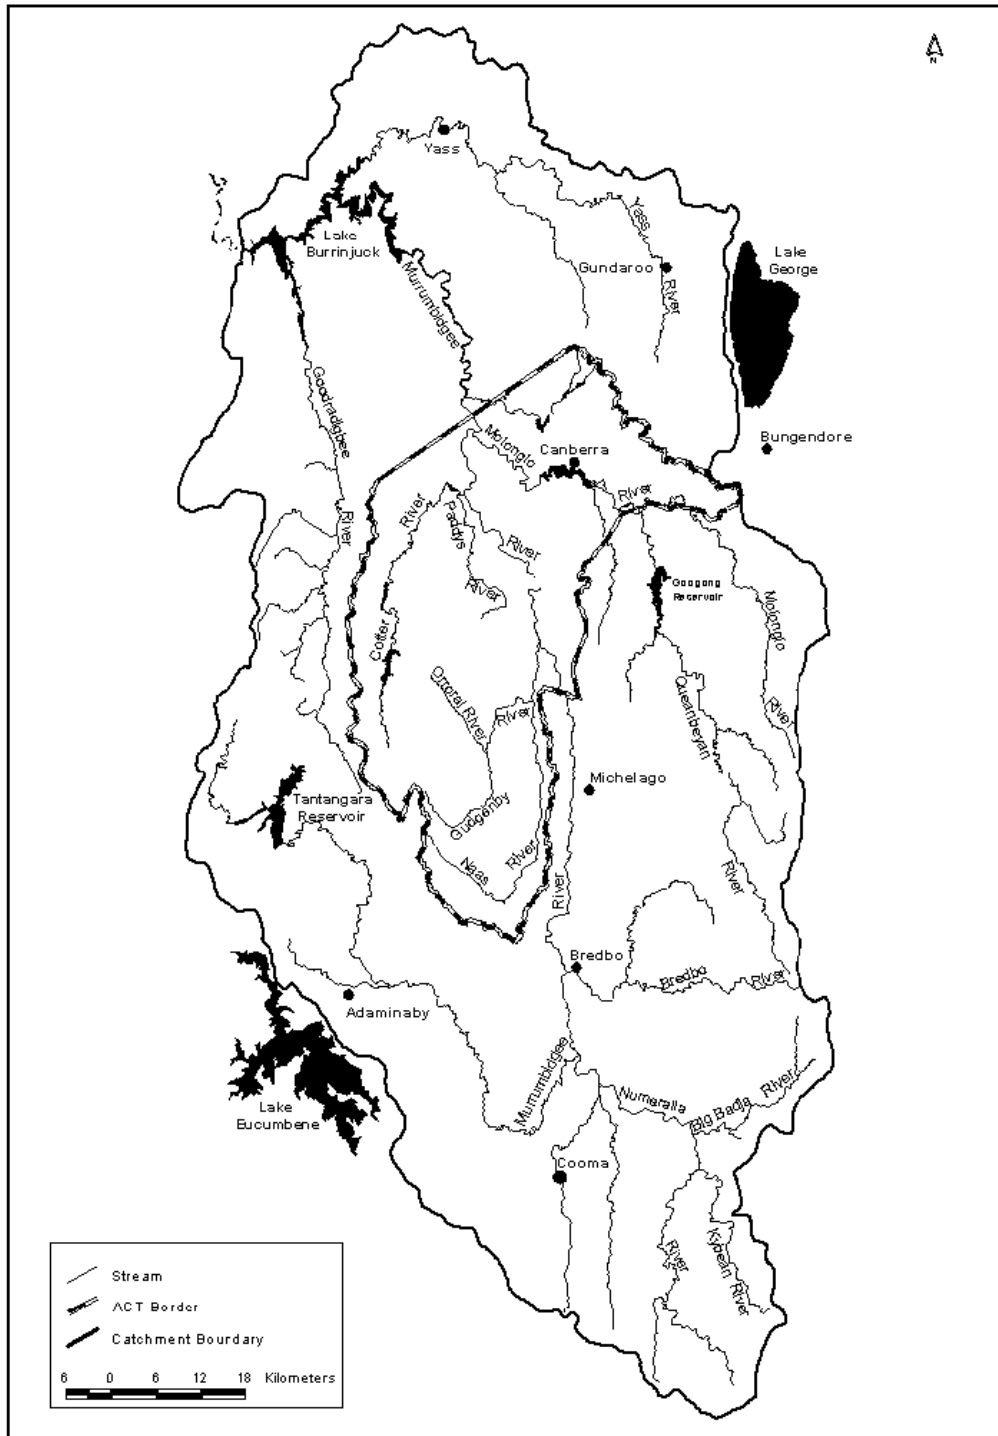 N
Yass
Lake
Burrinjuck
Yass
River
Gundaroo
Lake
George
Murrumbidgee
Goodradigbee
River
Bungendore
Molonglo
Canberra
River
River
Paddys
River
River
Googong
Reservoir
Molonglo
River
Cotter
Orroral River
River
Queanbeyan
River
Michelago
Tantangara
Reservoir
Gudgenby
Naas
River
River
Bredbo
Bredbo
River
Adaminaby
Murrumbidgee
Numeralla
Big Badja
River
Lake
Eucumbene
Cooma
River
Kybean River
Stream
ACT Border
Catchment Boundary
6 0 6 12 18 Kilometers